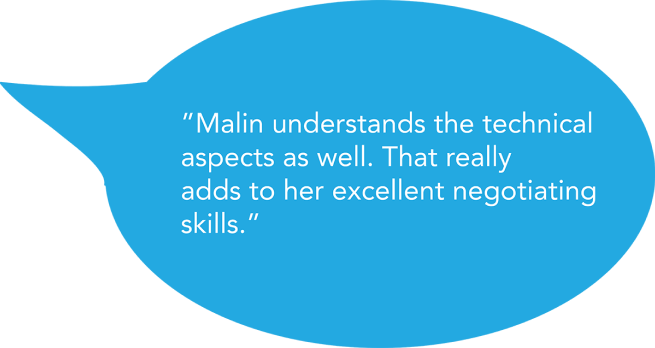 ”Malin understands the technical
aspects as well. That really
adds to her excellent negotiating
skills.”